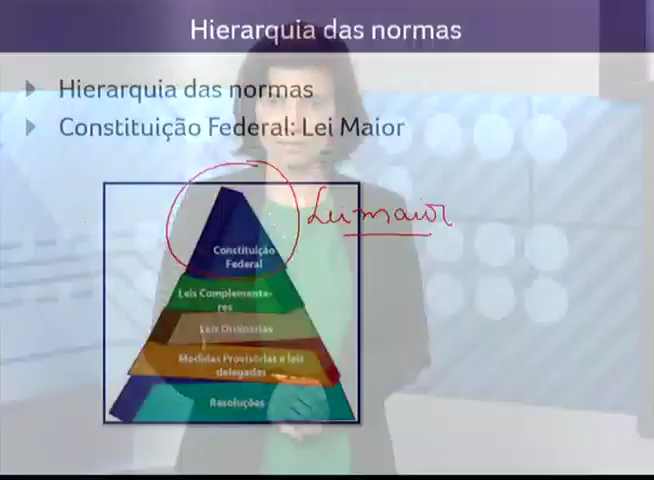 Hierarquia das normas
Hierarquia das normas
Constituição Federal: Lei Maior
Lei maior
Constituição
Federal
Leis Complementa-
res
Leis Ordinárias
Medidas Provisórias e leis
delegadas
Resoluções